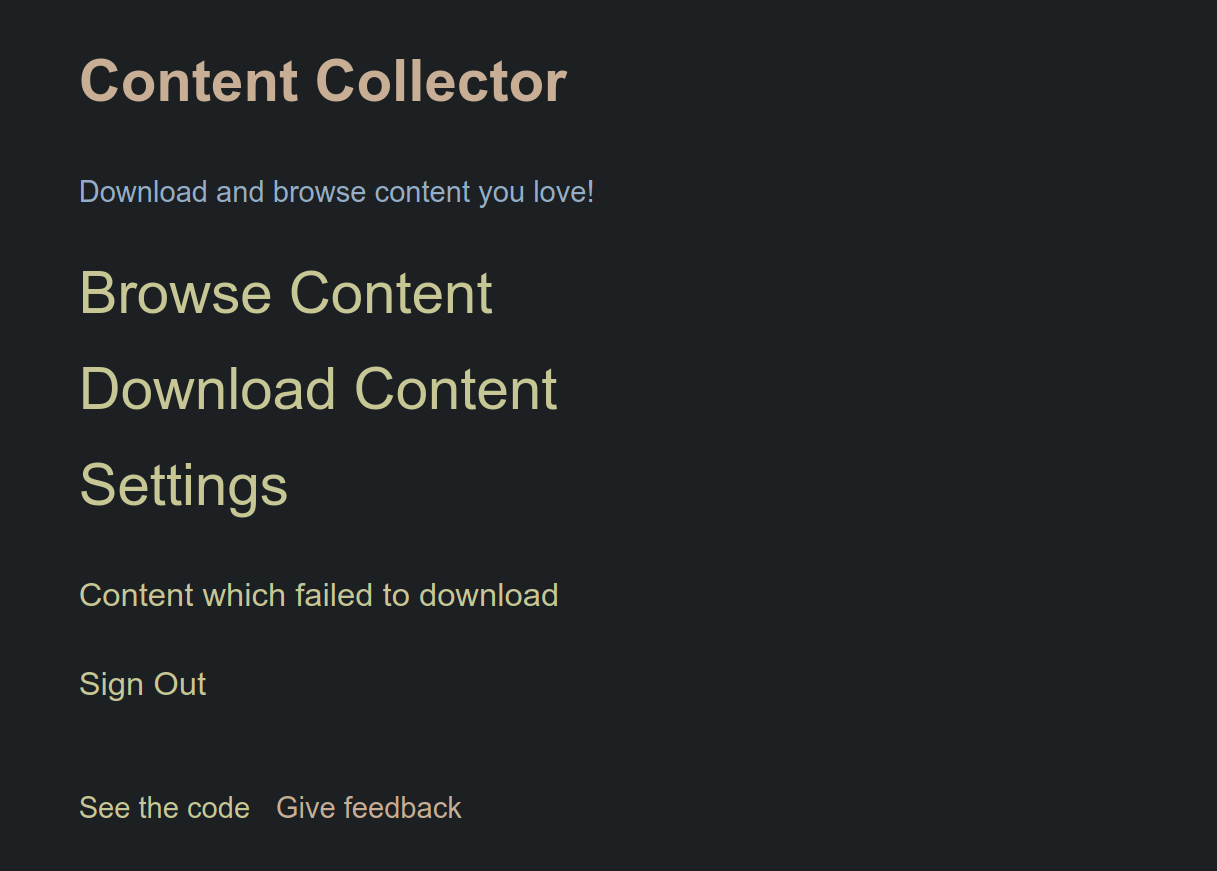 Content Collector
Download and browse content you love!
Browse Content
Download Content
Settings
Content which failed to download
Sign Out
See the code Give feedback